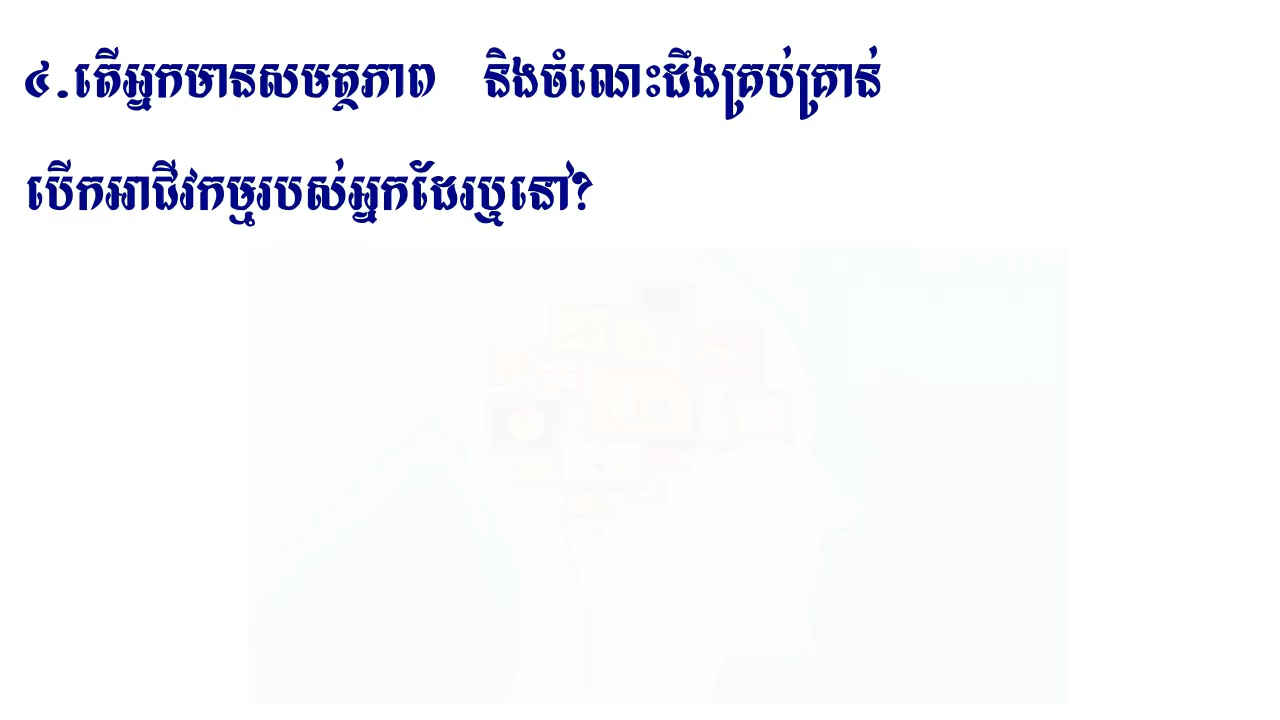 ៤.តើអ្នកមានសមត្ថភាព និងចំណេះដឹងគ្រប់គ្រាន់
បើកអាជីវកម្មរបស់អ្នកដែរឬនៅ?